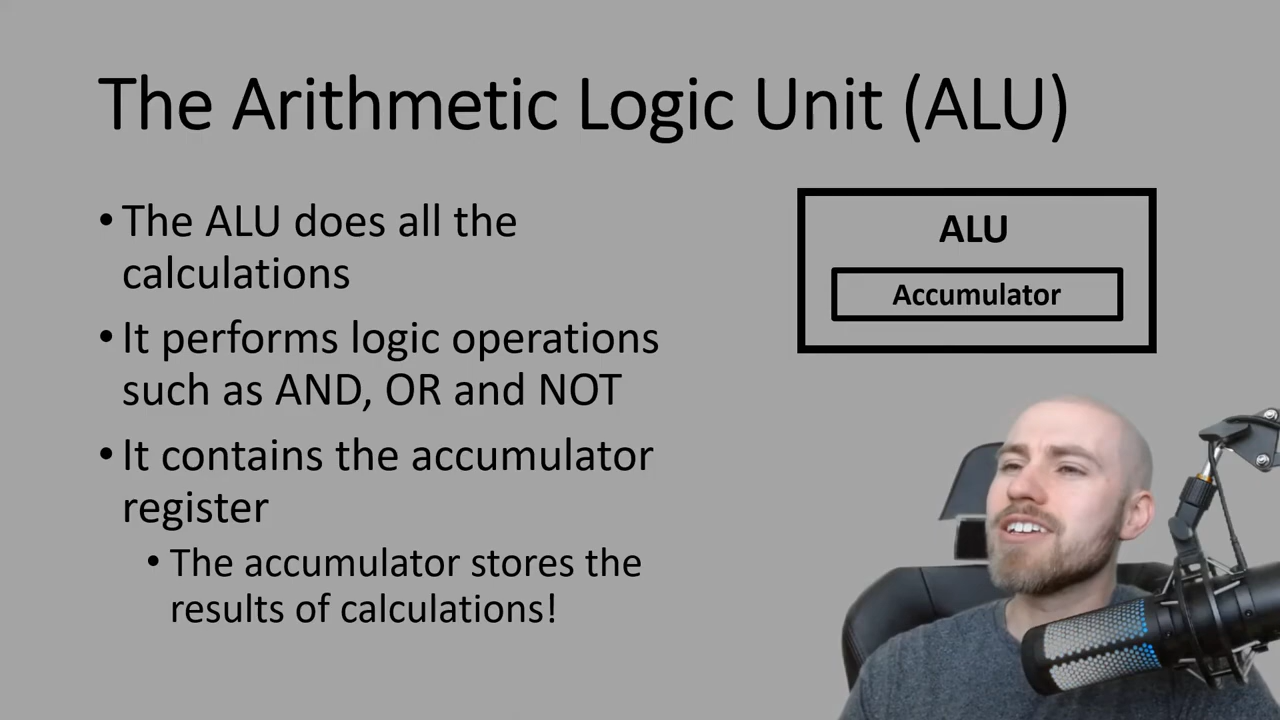 The Arithmetic Logic Unit (ALU)
• The ALU does all the
calculations
• It performs logic operations
such as AND, OR and NOT
• It contains the accumulator
register
• The accumulator stores the
results of calculations!
ALU
Accumulator